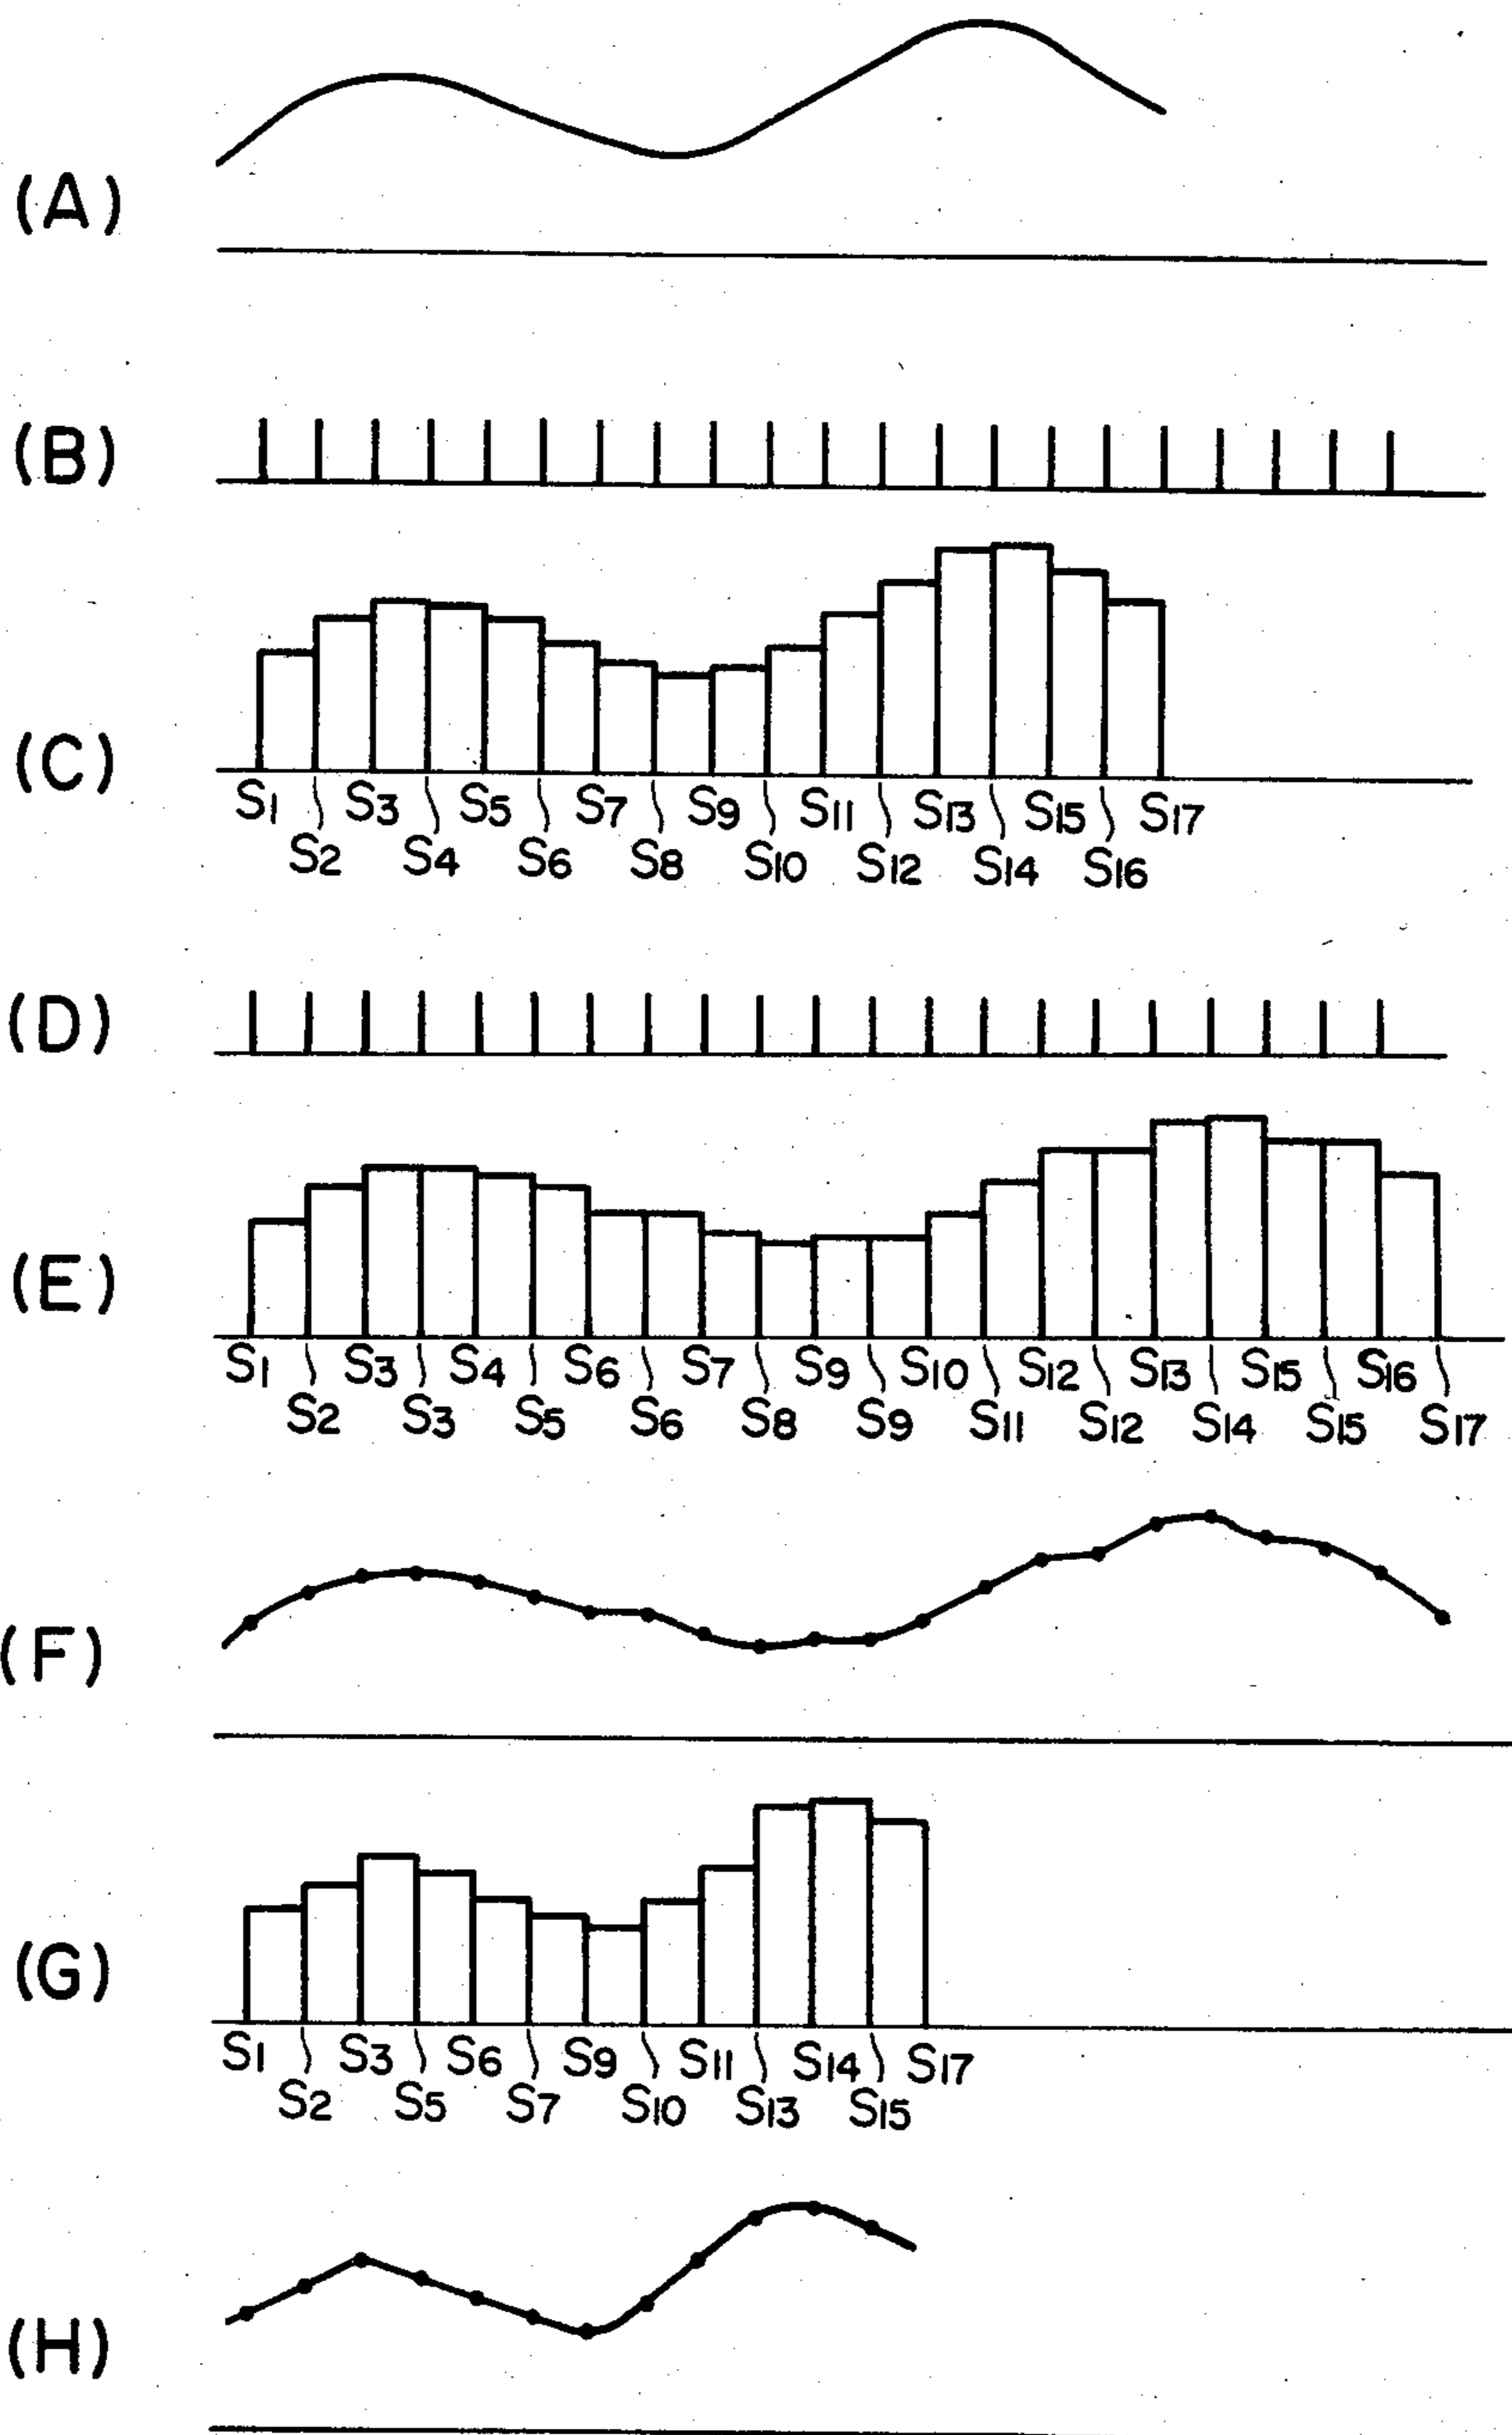 (A)
(B)
(C)
S1 S3 S5 S7 S9 S11 S13 S15 S17
S2 S4 S6 S8 S10 S12 S14 S16
(D)
(E)
S1 S3 S4 S6 S7 S9 S10 S12 S13 S15 S16
S2 S3 S5 S6 S8 S9 S11 S12 S14 S15 S17
(F)
(G)
S1 S3 S6 S9 S11 S14 S17
S2 S5 S7 S10 S13 S15
(H)